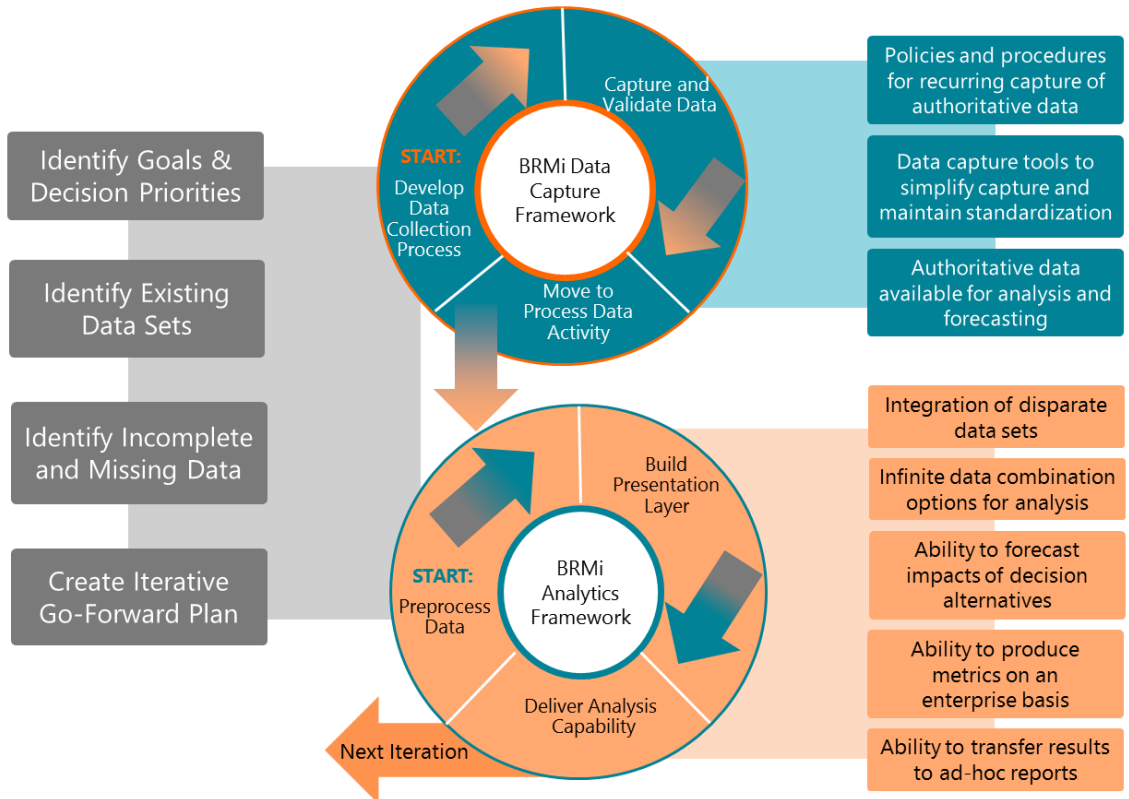 Identify Goals &
Decision Priorities
Identify Existing
Data Sets
Identify Incomplete
and Missing Data
Create Iterative
Go-Forward Plan
START:
Develop
Data
Collection
Process
Capture and
Validate Data
Move to
Process Data
Activity
BRMi Data
Capture
Framework
Policies and procedures
for recurring capture of
authoritative data
Data capture tools to
simplify capture and
maintain standardization
Authoritative data
available for analysis and
forecasting
START:
Preprocess
Data
Build
Presentation
Layer
Deliver Analysis
Capability
BRMi
Analytics
Framework
Next Iteration
Integration of disparate
data sets
Infinite data combination
options for analysis
Ability to forecast
impacts of decision
alternatives
Ability to produce
metrics on an
enterprise basis
Ability to transfer results
to ad-hoc reports